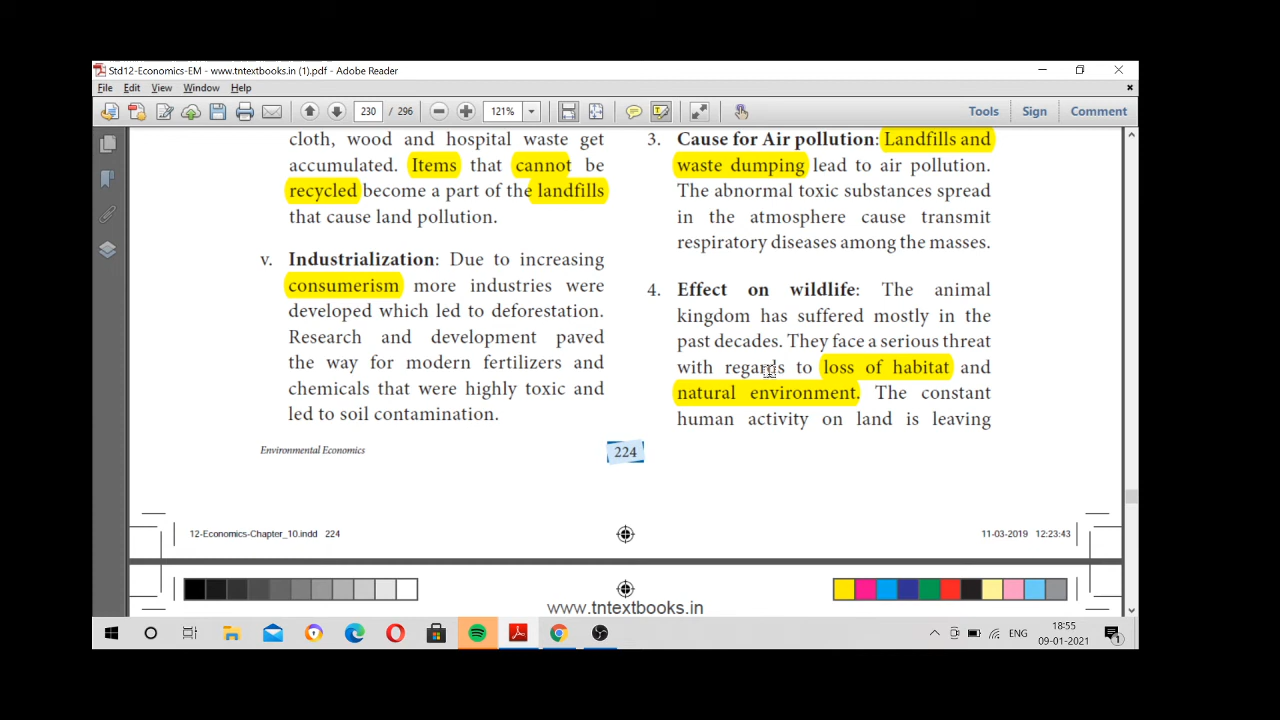 Std12-Economics-EM - www.tntextbooks.in (1).pdf - Adobe Reader
File Edit View Window Help
230 / 296 121% Tools Sign Comment
cloth, wood and hospital waste get
accumulated. Items that cannot be
recycled become a part of the landfills
that cause land pollution.
v. Industrialization: Due to increasing
consumerism more industries were
developed which led to deforestation.
Research and development paved
the way for modern fertilizers and
chemicals that were highly toxic and
led to soil contamination.
3. Cause for Air pollution: Landfills and
waste dumping lead to air pollution.
The abnormal toxic substances spread
in the atmosphere cause transmit
respiratory diseases among the masses.
4. Effect on wildlife: The animal
kingdom has suffered mostly in the
past decades. They face a serious threat
with regards to loss of habitat and
natural environment. The constant
human activity on land is leaving
Environmental Economics
224
12-Economics-Chapter_10.indd 224
11-03-2019 12:23:43
www.tntextbooks.in
ENG
18:55
09-01-2021
1